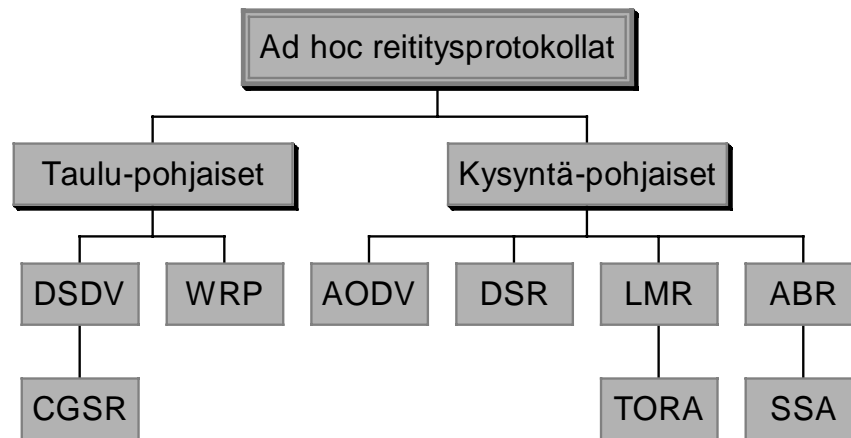 Ad hoc reititysprotokollat
Taulu-pohjaiset
Kysyntä-pohjaiset
DSDV
WRP
AODV
DSR
LMR
ABR
CGSR
TORA
SSA